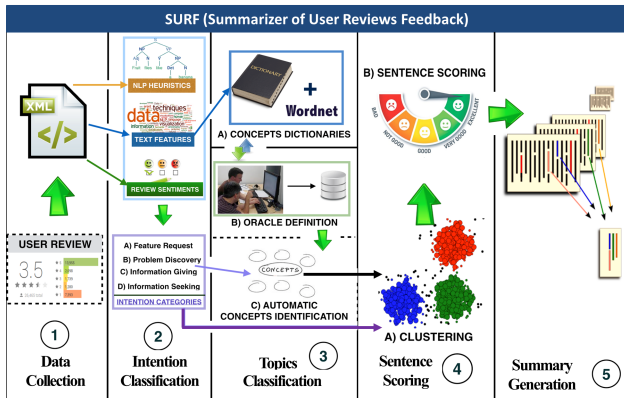 SURF (Summarizer of User Reviews Feedback)
XML
</>
USER REVIEW
3.5
1
Data
Collection
NLP HEURISTICS
techniques
data
information
TEXT FEATURES
REVIEW SENTIMENTS
A) Feature Request
B) Problem Discovery
C) Information Giving
D) Information Seeking
INTENTION CATEGORIES
2
Intention
Classification
DICTIONARY
+
Wordnet
A) CONCEPTS DICTIONARIES
B) ORACLE DEFINITION
CONCEPTS
C) AUTOMATIC
CONCEPTS IDENTIFICATION
Topics
Classification
3
B) SENTENCE SCORING
BAD
NOT GOOD
GOOD
VERY GOOD
EXCELLENT
A) CLUSTERING
Sentence
Scoring
4
Summary
Generation
5